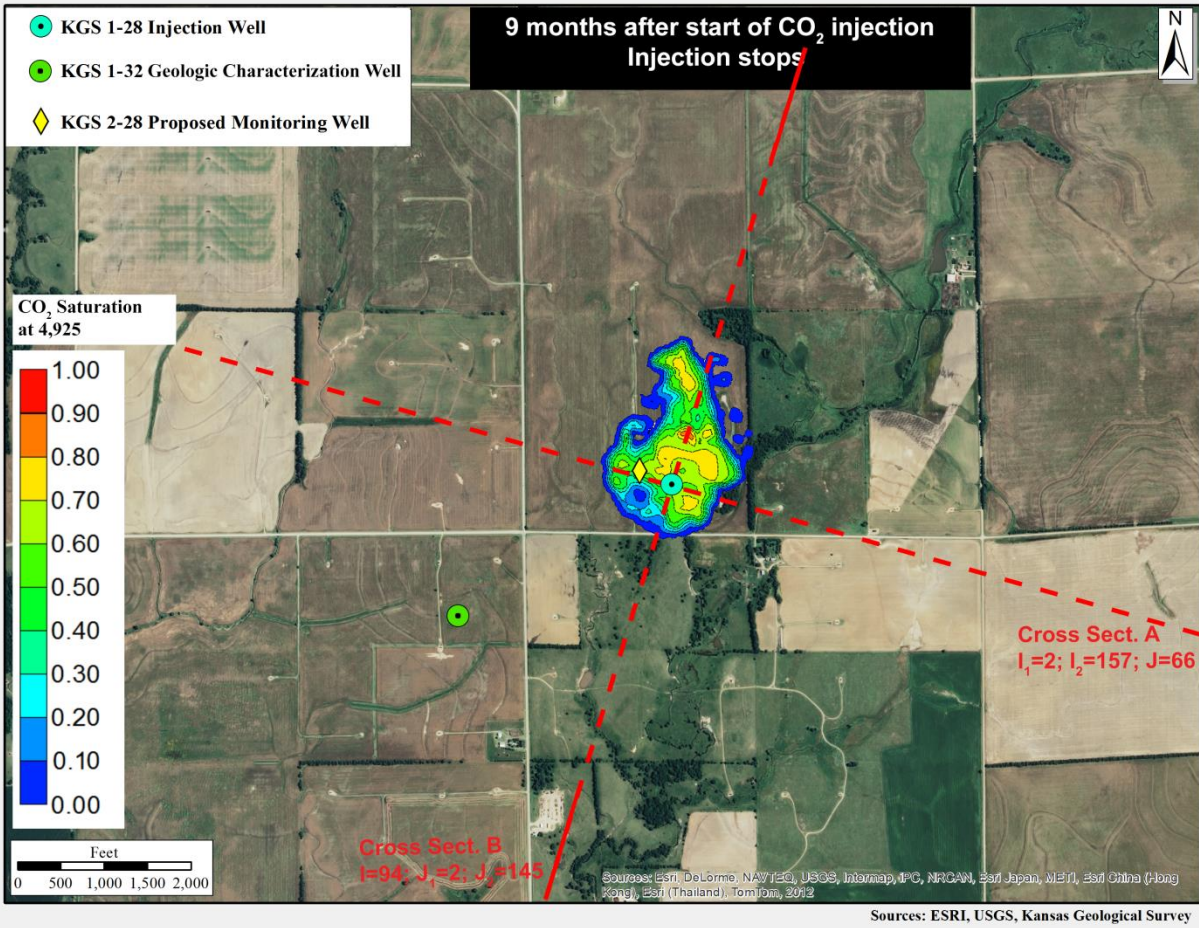 KGS 1-28 Injection Well
KGS 1-32 Geologic Characterization Well
KGS 2-28 Proposed Monitoring Well
9 months after start of CO₂ injection
Injection stops
N
CO₂ Saturation
at 4,925
1.00
0.90
0.80
0.70
0.60
0.50
0.40
0.30
0.20
0.10
0.00
Cross Sect. A
I₁=2; I₂=157; J=66
Cross Sect. B
I=94; J₁=2; J =145
Feet
0 500 1,000 1,500 2,000
Sources: Esri, DeLorme, NAVTEQ, USGS, Intermap, iPC, NRCAN, Esri Japan, METI, Esri China (Hong
Kong), Esri (Thailand), TomTom, 2012
Sources: ESRI, USGS, Kansas Geological Survey